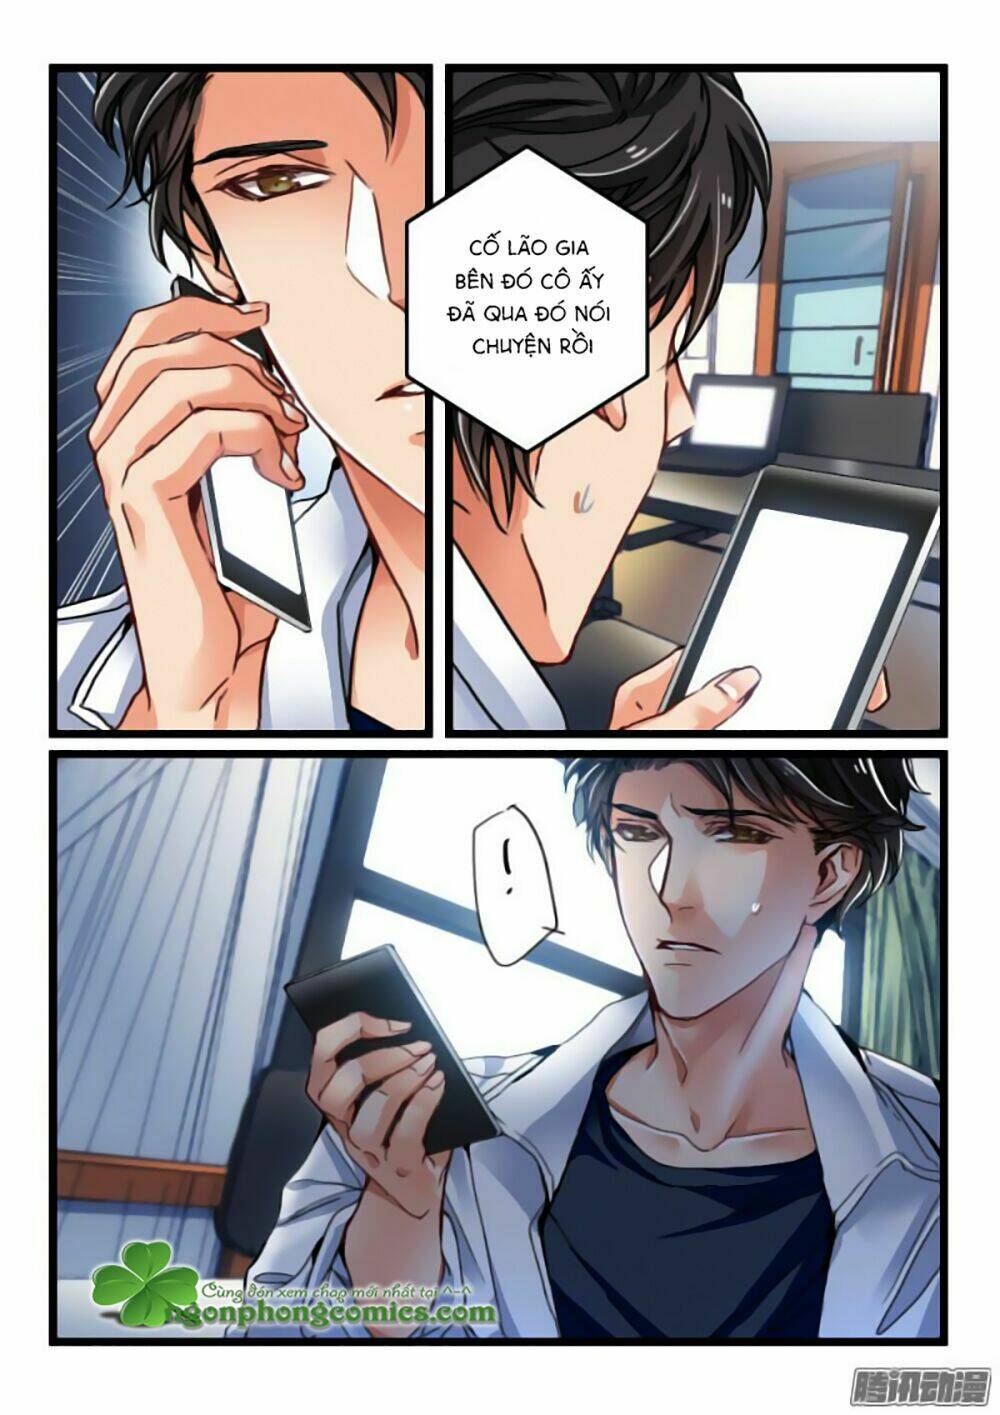 CỐ LÃO GIA
BÊN ĐÓ CÔ ẤY
ĐÃ QUA ĐÓ NÓI
CHUYỆN RỒI
!
Cùng đón xem chap mới nhất tại ^-^
ngonphongcomics.com
腾讯动漫